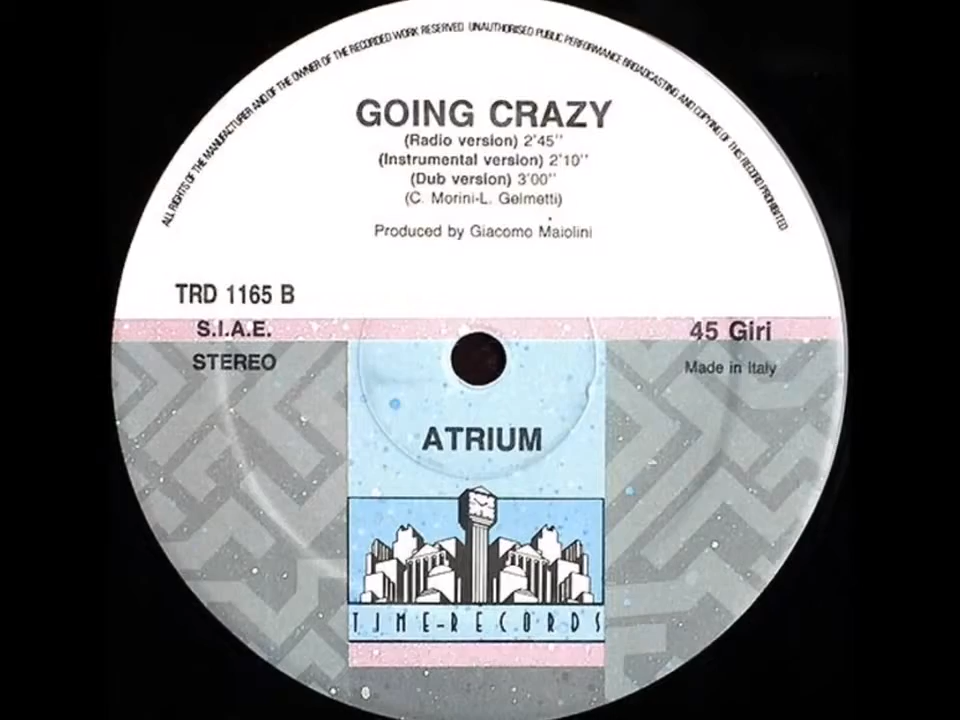 ALL RIGHTS OF THE MANUFACTURER AND OF THE OWNER OF THE RECORDED WORK RESERVED UNAUTHORISED PUBLIC PERFORMANCE BROADCASTING AND COPYING OF THIS RECORD PROHIBITED
GOING CRAZY
(Radio version) 2'45''
(Instrumental version) 2'10''
(Dub version) 3'00''
(C. Morini-L. Gelmetti)
Produced by Giacomo Maiolini
TRD 1165 B
S.I.A.E.
45 Giri
STEREO
Made in Italy
ATRIUM
TIME-RECORDS